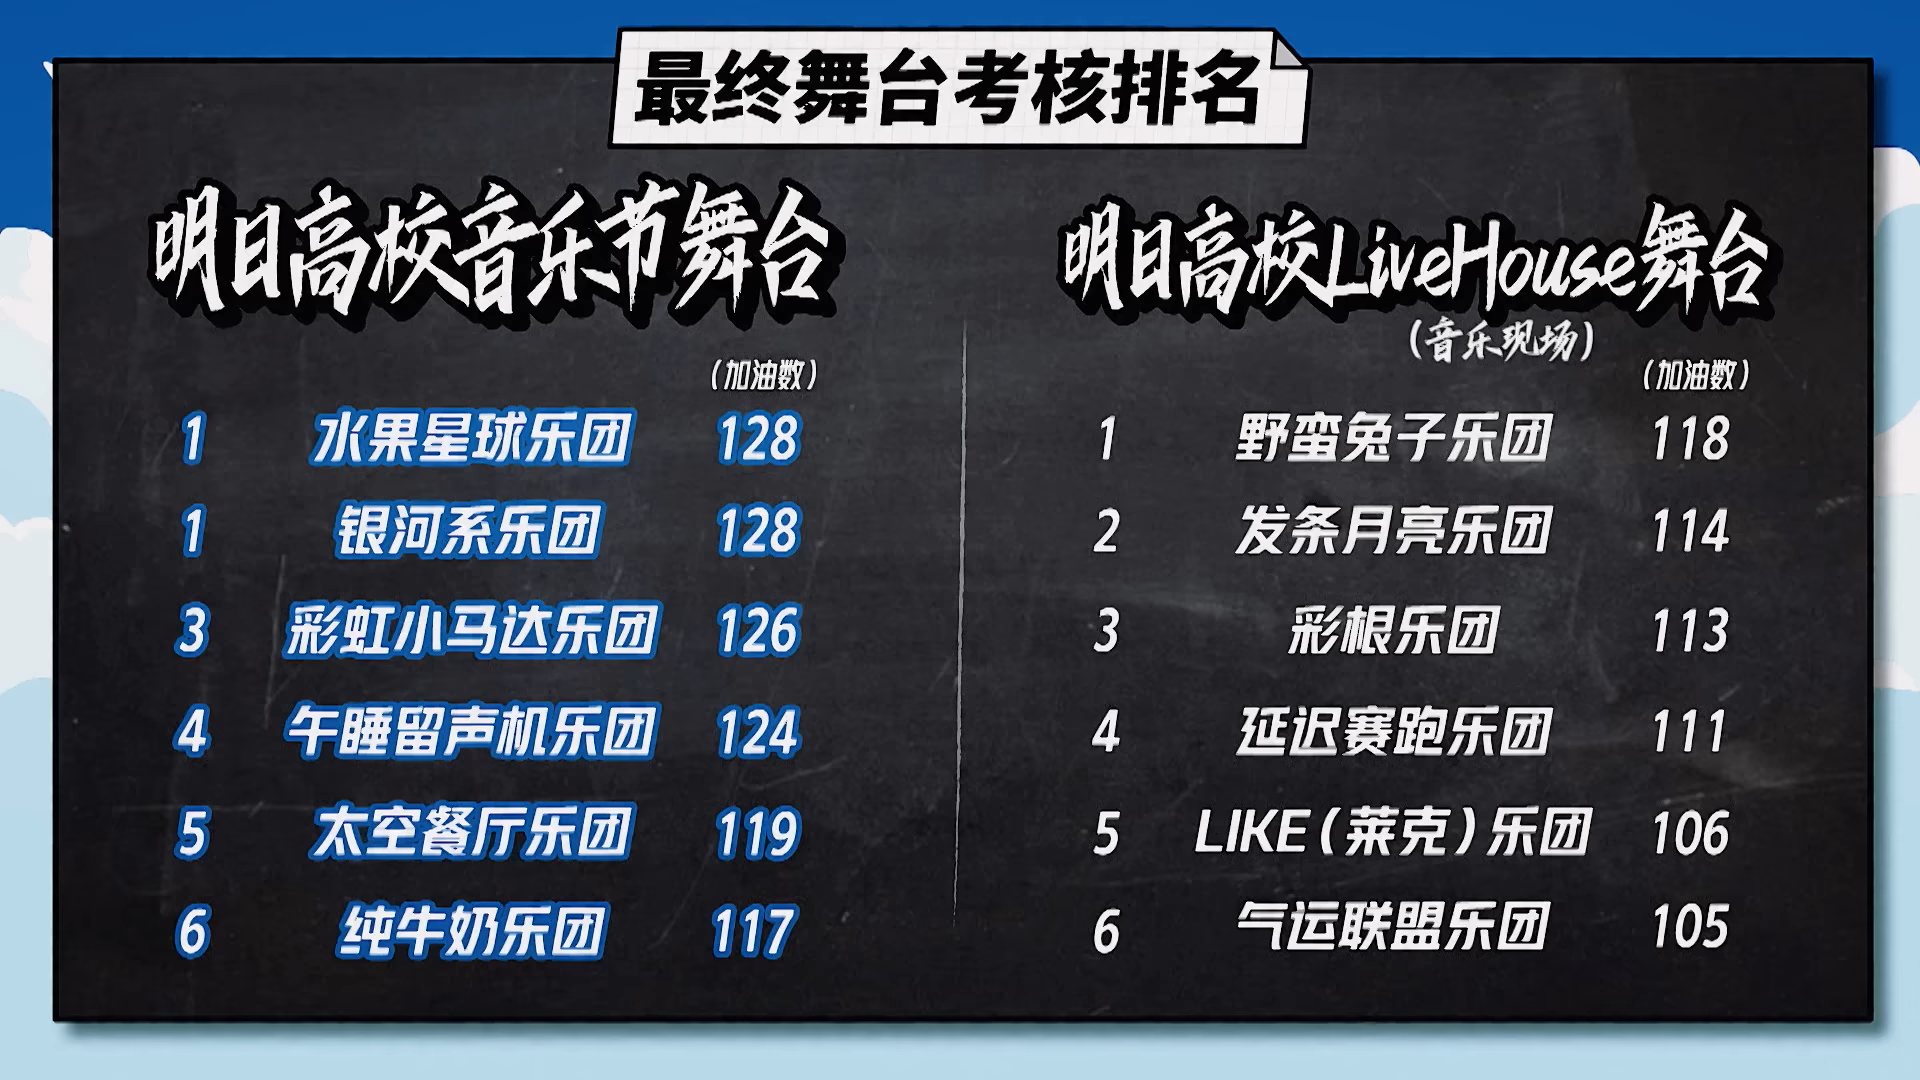 最终舞台考核排名
明日高校音乐节舞台
(加油数)
1 水果星球乐团 128
1 银河系乐团 128
3 彩虹小马达乐团 126
4 午睡留声机乐团 124
5 太空餐厅乐团 119
6 纯牛奶乐团 117
明日高校LiveHouse舞台
(音乐现场)
(加油数)
1 野蛮兔子乐团 118
2 发条月亮乐团 114
3 彩根乐团 113
4 延迟赛跑乐团 111
5 LIKE(莱克)乐团 106
6 气运联盟乐团 105